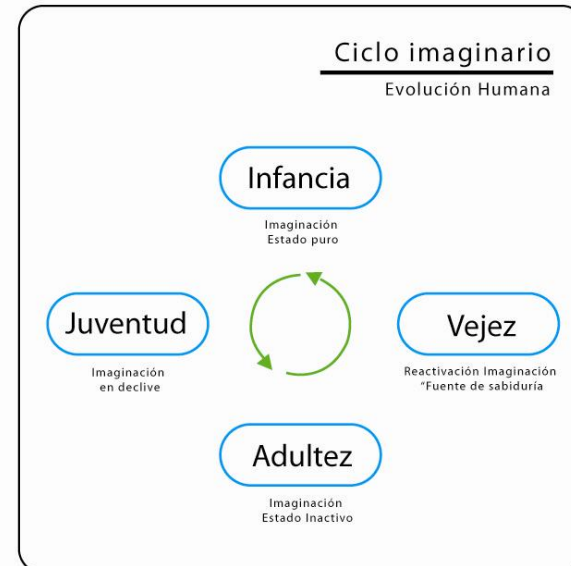 Ciclo imaginario
Evolución Humana
Infancia
Imaginación
Estado puro
Juventud
Imaginación
en declive
Vejez
Reactivación Imaginación
"Fuente de sabiduría
Adultez
Imaginación
Estado Inactivo